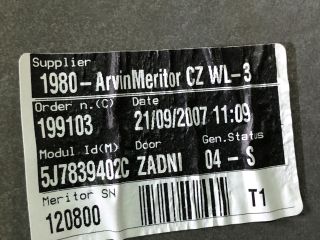 Supplier
1980-ArvinMeritor CZ WL-3
Order n.(C) Date
199103 21/09/2007 11:09
Modul Id(M) Door Gen.Status
5J7839402C ZADNI 04-S
Meritor SN
120800 T1